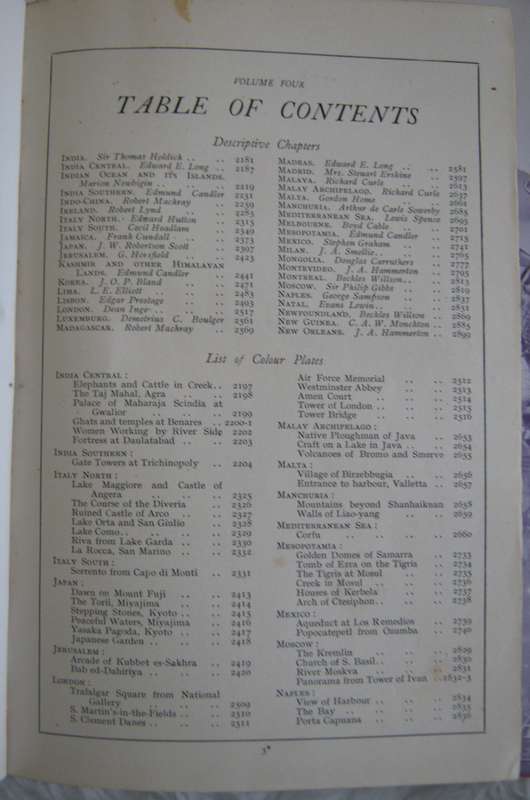 VOLUME FOUR
TABLE OF CONTENTS
Descriptive Chapters
INDIA. Sir Thomas Holdich .. .. 2181
INDIA CENTRAL. Edward E. Long .. 2187
INDIAN OCEAN AND ITS ISLANDS.
Marion Newbigin .. .. .. 2219
INDIA SOUTHERN. Edmund Candler 2231
INDO-CHINA. Robert Machray .. 2259
IRELAND. Robert Lynd .. .. 2285
ITALY NORTH. Edward Hutton .. 2315
ITALY SOUTH. Cecil Headlam .. 2349
JAMAICA. Frank Cundall .. .. 2373
JAPAN. J. W. Robertson Scott .. 2397
JERUSALEM. G. Horsfield .. .. 2423
KASHMIR AND OTHER HIMALAYAN
LANDS. Edmund Candler .. 2441
KOREA. J. O. P. Bland .. .. 2471
LIMA. L. E. Elliott .. .. 2483
LISBON. Edgar Prestage .. .. 2493
LONDON. Dean Inge .. .. .. 2517
LUXEMBURG. Demetrius C. Boulger 2561
MADAGASCAR. Robert Machray .. 2569
MADRAS. Edward E. Long .. .. 2581
MADRID. Mrs. Steuart Erskine .. 2597
MALAYA. Richard Curle .. .. 2623
MALAY ARCHIPELAGO. Richard Curle 2637
MALTA. Gordon Home .. .. 2661
MANCHURIA. Arthur de Carle Sowerby 2685
MEDITERRANEAN SEA. Lewis Spence 2695
MELBOURNE. Boyd Cable .. .. 2701
MESOPOTAMIA. Edmund Candler .. 2713
MEXICO. Stephen Graham .. .. 2741
MILAN. J. A. Smellie .. .. .. 2765
MONGOLIA. Douglas Carruthers .. 2777
MONTEVIDEO. J. A. Hammerton .. 2795
MONTREAL. Beckles Willson .. .. 2813
MOSCOW. Sir Philip Gibbs .. .. 2819
NAPLES. George Sampson .. .. 2837
NATAL. Evans Lewin .. .. .. 2851
NEWFOUNDLAND. Beckles Willson .. 2869
NEW GUINEA. C. A. W. Monckton .. 2885
NEW ORLEANS. J. A. Hammerton .. 2899
List of Colour Plates
INDIA CENTRAL :
Elephants and Cattle in Creek .. 2197
The Taj Mahal, Agra .. .. 2198
Palace of Maharaja Scindia at
Gwalior .. .. .. 2199
Ghats and temples at Benares .. 2200-1
Women Working by River Side 2202
Fortress at Daulatabad .. .. 2203
INDIA SOUTHERN :
Gate Towers at Trichinopoly .. 2204
ITALY NORTH :
Lake Maggiore and Castle of
Angera .. .. .. 2325
The Course of the Diveria .. 2326
Ruined Castle of Arco .. .. 2327
Lake Orta and San Giulio .. 2328
Lake Como .. .. .. .. 2329
Riva from Lake Garda .. .. 2330
La Rocca, San Marino .. .. 2332
ITALY SOUTH :
Sorrento from Capo di Monti .. 2331
JAPAN :
Dawn on Mount Fuji .. .. 2413
The Torii, Miyajima .. .. 2414
Stepping Stones, Kyoto .. .. 2415
Peaceful Waters, Miyajima .. 2416
Yasaka Pagoda, Kyoto .. .. 2417
Japanese Garden .. .. .. 2418
JERUSALEM :
Arcade of Kubbet es-Sakhra .. 2419
Bab ed-Dahiriya .. .. .. 2420
LONDON :
Trafalgar Square from National
Gallery .. .. .. .. 2509
S. Martin's-in-the-Fields .. .. 2510
S. Clement Danes .. .. .. 2511
Air Force Memorial .. .. 2512
Westminster Abbey .. .. 2513
Amen Court .. .. .. 2514
Tower of London .. .. .. 2515
Tower Bridge .. .. .. 2516
MALAY ARCHIPELAGO :
Native Ploughman of Java .. 2653
Craft on a Lake in Java .. .. 2654
Volcanoes of Bromo and Smerve 2655
MALTA :
Village of Birzebbugia .. .. 2656
Entrance to harbour, Valletta .. 2657
MANCHURIA :
Mountains beyond Shanhaiknan 2658
Walls of Liao-yang .. .. 2659
MEDITERRANEAN SEA :
Corfu .. .. .. .. 2660
MESOPOTAMIA :
Golden Domes of Samarra .. 2733
Tomb of Ezra on the Tigris .. 2734
The Tigris at Mosul .. .. 2735
Creek in Mosul .. .. .. 2736
Houses of Kerbela .. .. 2737
Arch of Ctesiphon .. .. .. 2738
MEXICO :
Aqueduct at Los Remedios .. 2739
Popocatepetl from Ozumba .. 2740
MOSCOW :
The Kremlin .. .. .. 2829
Church of S. Basil .. .. .. 2830
River Moskva .. .. .. 2831
Panorama from Tower of Ivan 2832-3
NAPLES :
View of Harbour .. .. .. 2834
The Bay .. .. .. .. 2835
Porta Capuana .. .. .. 2836
3*